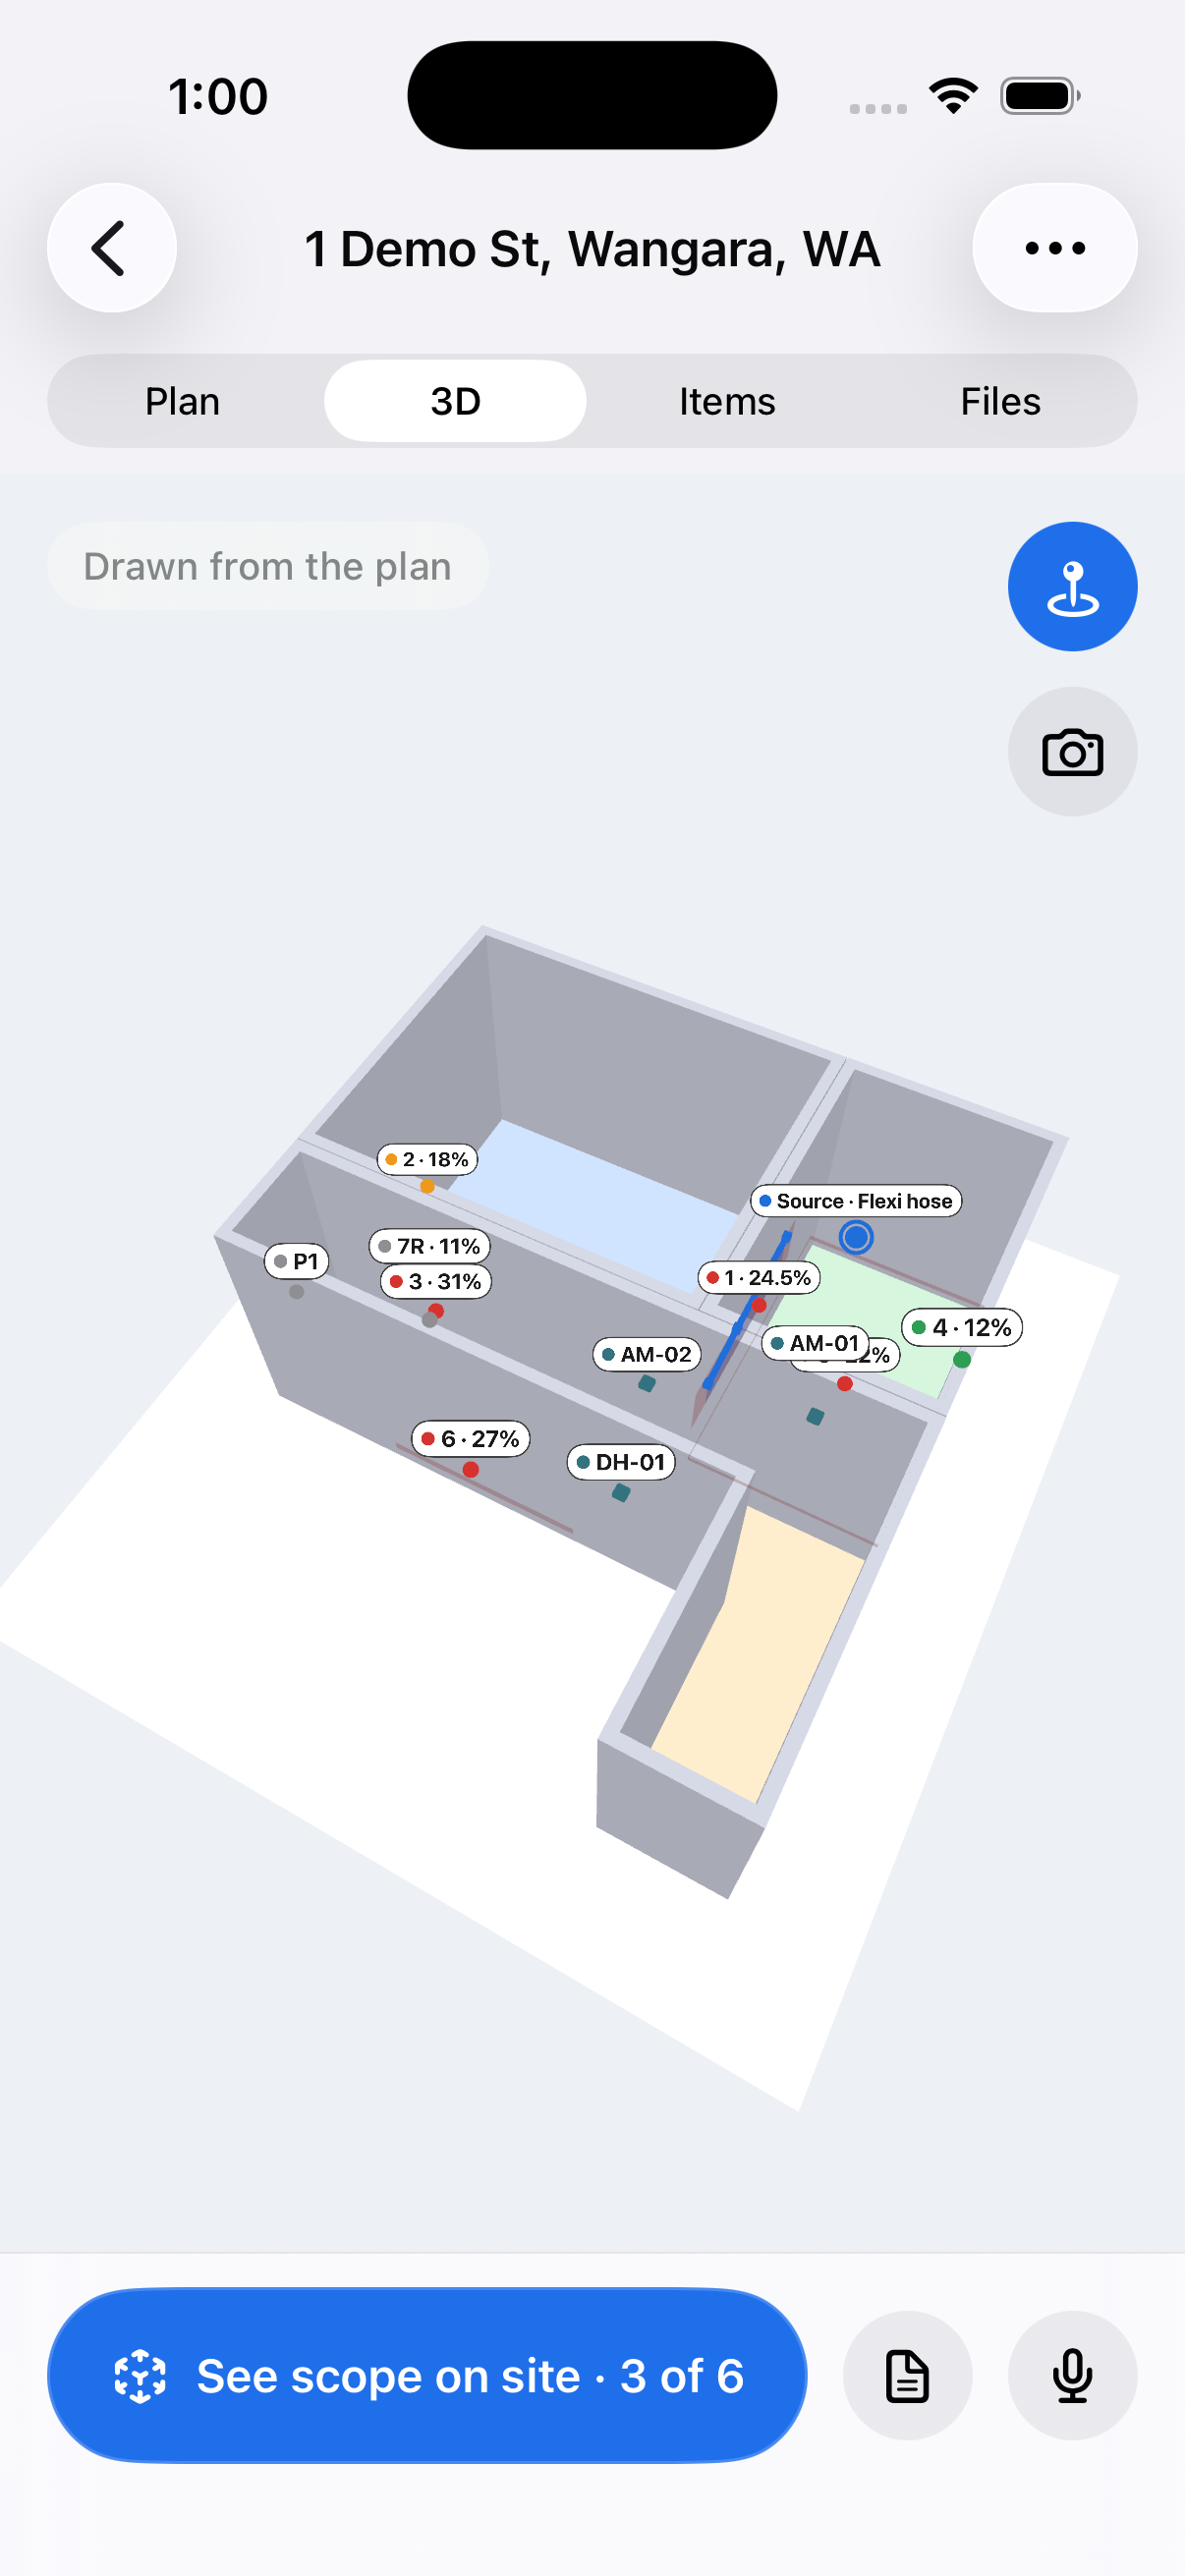 1:00
1 Demo St, Wangara, WA
Plan
3D
Items
Files
Drawn from the plan
2 · 18%
Source · Flexi hose
7R · 11%
P1
3 · 31%
1 · 24.5%
4 · 12%
AM-02
AM-01
6 · 27%
DH-01
See scope on site · 3 of 6